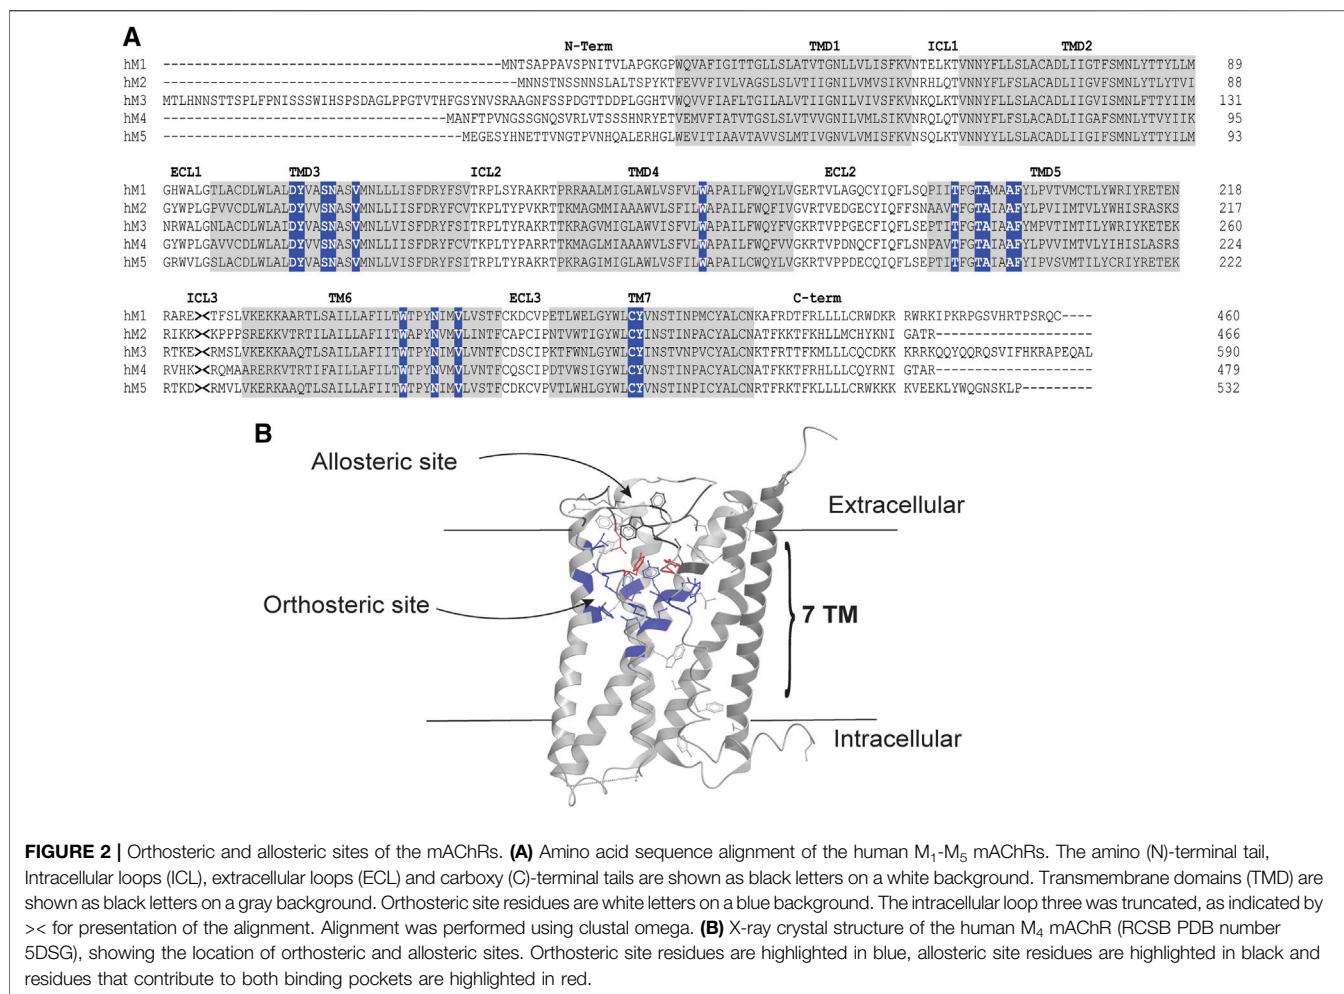 A
N-Term TMD1 ICL1 TMD2
hM1 ---------------------------------------------MNTSAPPAVSPNITVLAPGKGPWQVAFIGITTGLLSLATVTGNLLVLISFKVNTELKTVNNYFLLSLACADLIIGTFSMNLYTTYLLM 89
hM2 -----------------------------------------------MNNSTNSSNNSLALTSPYKTFEVVFIVLVAGSLSLVTIIGNILVMVSIKVNRHLQTVNNYFLFSLACADLIIGVFSMNLYTLYTVI 88
hM3 MTLHNNSTTSPLFPNISSSWIHSPSDAGLPPGTVTHFGSYNVSRAAGNFSSPDGTTDDPLGGHTVWQVVFIAFLTGILALVTIIGNILVIVSFKVNKQLKTVNNYFLLSLACADLIIGVISMNLFTTYIIM 131
hM4 ------------------------------------MANFTPVNGSSGNQSVRLVTSSSHNRYETVEMVFIATVTGSLSLVTVVGNILVMLSIKVNRQLQTVNNYFLFSLACADLIIGAFSMNLYTVYIIK 95
hM5 --------------------------------------MEGESYHNETTVNGTPVNHQALERHGLWEVITIAAVTAVVSLMTIVGNVLVMISFKVNSQLKTVNNYYLLSLACADLIIGIFSMNLYTTYILM 93
ECL1 TMD3 ICL2 TMD4 ECL2 TMD5
hM1 GHWALGTLACDLWLALDYVASNASVMNLLLISFDRYFSVTRPLSYRAKRTPRRAALMIGLAWLVSFVLWAPAILFWQYLVGERTVLAGQCYIQFLSQPIITFGTAMAAFYLPVTVMCTLYWRIYRETEN 218
hM2 GYWPLGPVVCDLWLALDYVVSNASVMNLLIISFDRYFCVTKPLTYPVKRTTKMAGMMIAAAWVLSFILWAPAILFWQFIVGVRTVEDGECYIQFFSNAAVTFGTAIAAFYLPVIIMTVLYWHISRASKS 217
hM3 NRWALGNLACDLWLALDYVASNASVMNLLVISFDRYFSITRPLTYRAKRTTKRAGVMIGLAWVISFVLWAPAILFWQYFVGKRTVPPGECFIQFLSEPTITFGTAIAAFYMPVTIMTILYWRIYKETEK 260
hM4 GYWPLGAVVCDLWLALDYVVSNASVMNLLIISFDRYFCVTKPLTYPARRTTKMAGLMIAAAWVLSFVLWAPAILFWQFVVGKRTVPDNQCFIQFLSNPAVTFGTAIAAFYLPVVIMTVLYIHISLASRS 224
hM5 GRWVLGSLACDLWLALDYVASNASVMNLLVISFDRYFSITRPLTYRAKRTPKRAGIMIGLAWLISFILWAPAILCWQYLVGKRTVPPDECQIQFLSEPTITFGTAIAAFYIPVSVMTILYCRIYRETEK 222
ICL3 TM6 ECL3 TM7 C-term
hM1 RARE><TFSLVKEKKAARTLSAILLAFILTWTPYNIMVLVSTFCKDCVPETLWELGYWLCYVNSTINPMCYALCNKAFRDTFRLLLLCRWDKR RWRKIPKRPGSVHRTPSRQC---- 460
hM2 RIKK><KPPPSREKKVTRTILAILLAFIITWAPYNVMVLINTFCAPCIPNTVWTIGYWLCYINSTINPACYALCNATFKKTFKHLLMCHYKNI GATR-------------------- 466
hM3 RTKE><RMSLVKEKKAAQTLSAILLAFIITWTPYNIMVLVNTFCDSCIPKTFWNLGYWLCYINSTVNPVCYALCNKTFRTTFKMLLLCQCDKK KRRKQQYQQRQSVIFHKRAPEQAL 590
hM4 RVHK><RQMAARERKVTRTIFAILLAFILTWTPYNVMVLVNTFCQSCIPDTVWSIGYWLCYVNSTINPACYALCNATFKKTFRHLLLCQYRNI GTAR-------------------- 479
hM5 RTKD><RMVLVKERKAAQTLSAILLAFIITWTPYNIMVLVSTFCDKCVPVTLWHLGYWLCYVNSTINPICYALCNRTFRKTFKLLLLCRWKKK KVEEKLYWQGNSKLP--------- 532
B
Allosteric site
Extracellular
Orthosteric site
7 TM
Intracellular
FIGURE 2 | Orthosteric and allosteric sites of the mAChRs. (A) Amino acid sequence alignment of the human M1-M5 mAChRs. The amino (N)-terminal tail,
Intracellular loops (ICL), extracellular loops (ECL) and carboxy (C)-terminal tails are shown as black letters on a white background. Transmembrane domains (TMD) are
shown as black letters on a gray background. Orthosteric site residues are white letters on a blue background. The intracellular loop three was truncated, as indicated by
>< for presentation of the alignment. Alignment was performed using clustal omega. (B) X-ray crystal structure of the human M4 mAChR (RCSB PDB number
5DSG), showing the location of orthosteric and allosteric sites. Orthosteric site residues are highlighted in blue, allosteric site residues are highlighted in black and
residues that contribute to both binding pockets are highlighted in red.